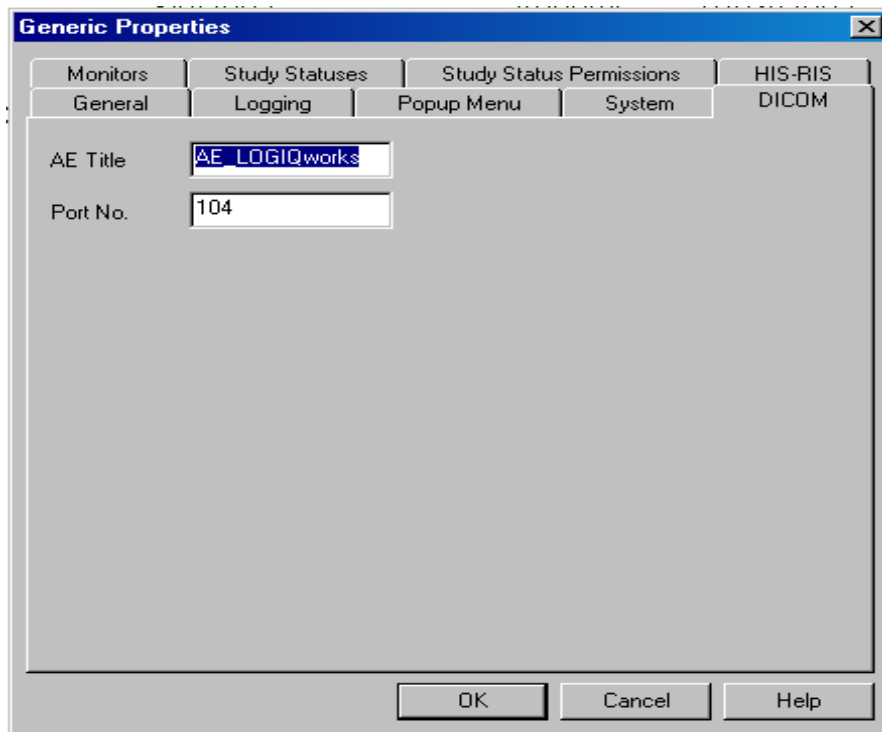 Generic Properties
Monitors Study Statuses Study Status Permissions HIS-RIS
General Logging Popup Menu System DICOM
AE Title AE_LOGIQworks
Port No. 104
OK Cancel Help